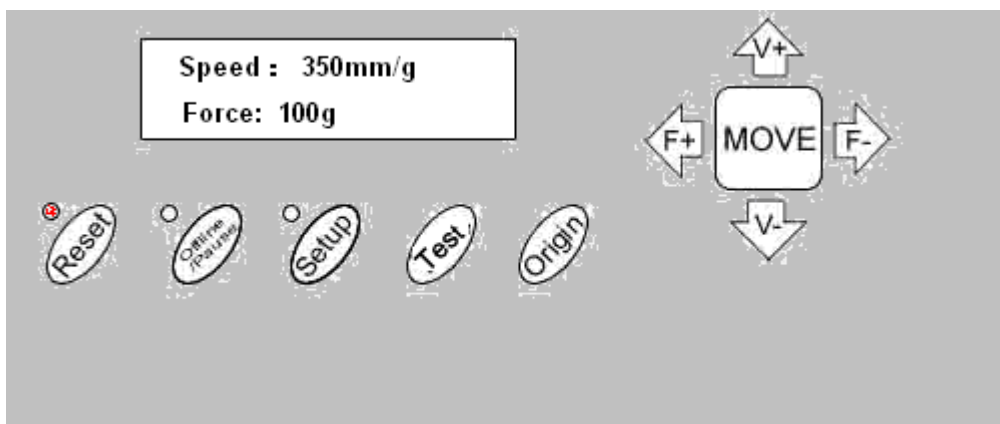 Speed : 350mm/g
Force: 100g
V+
F+
MOVE
F-
V-
Reset
Offline
/Pause
Setup
Test
Origin